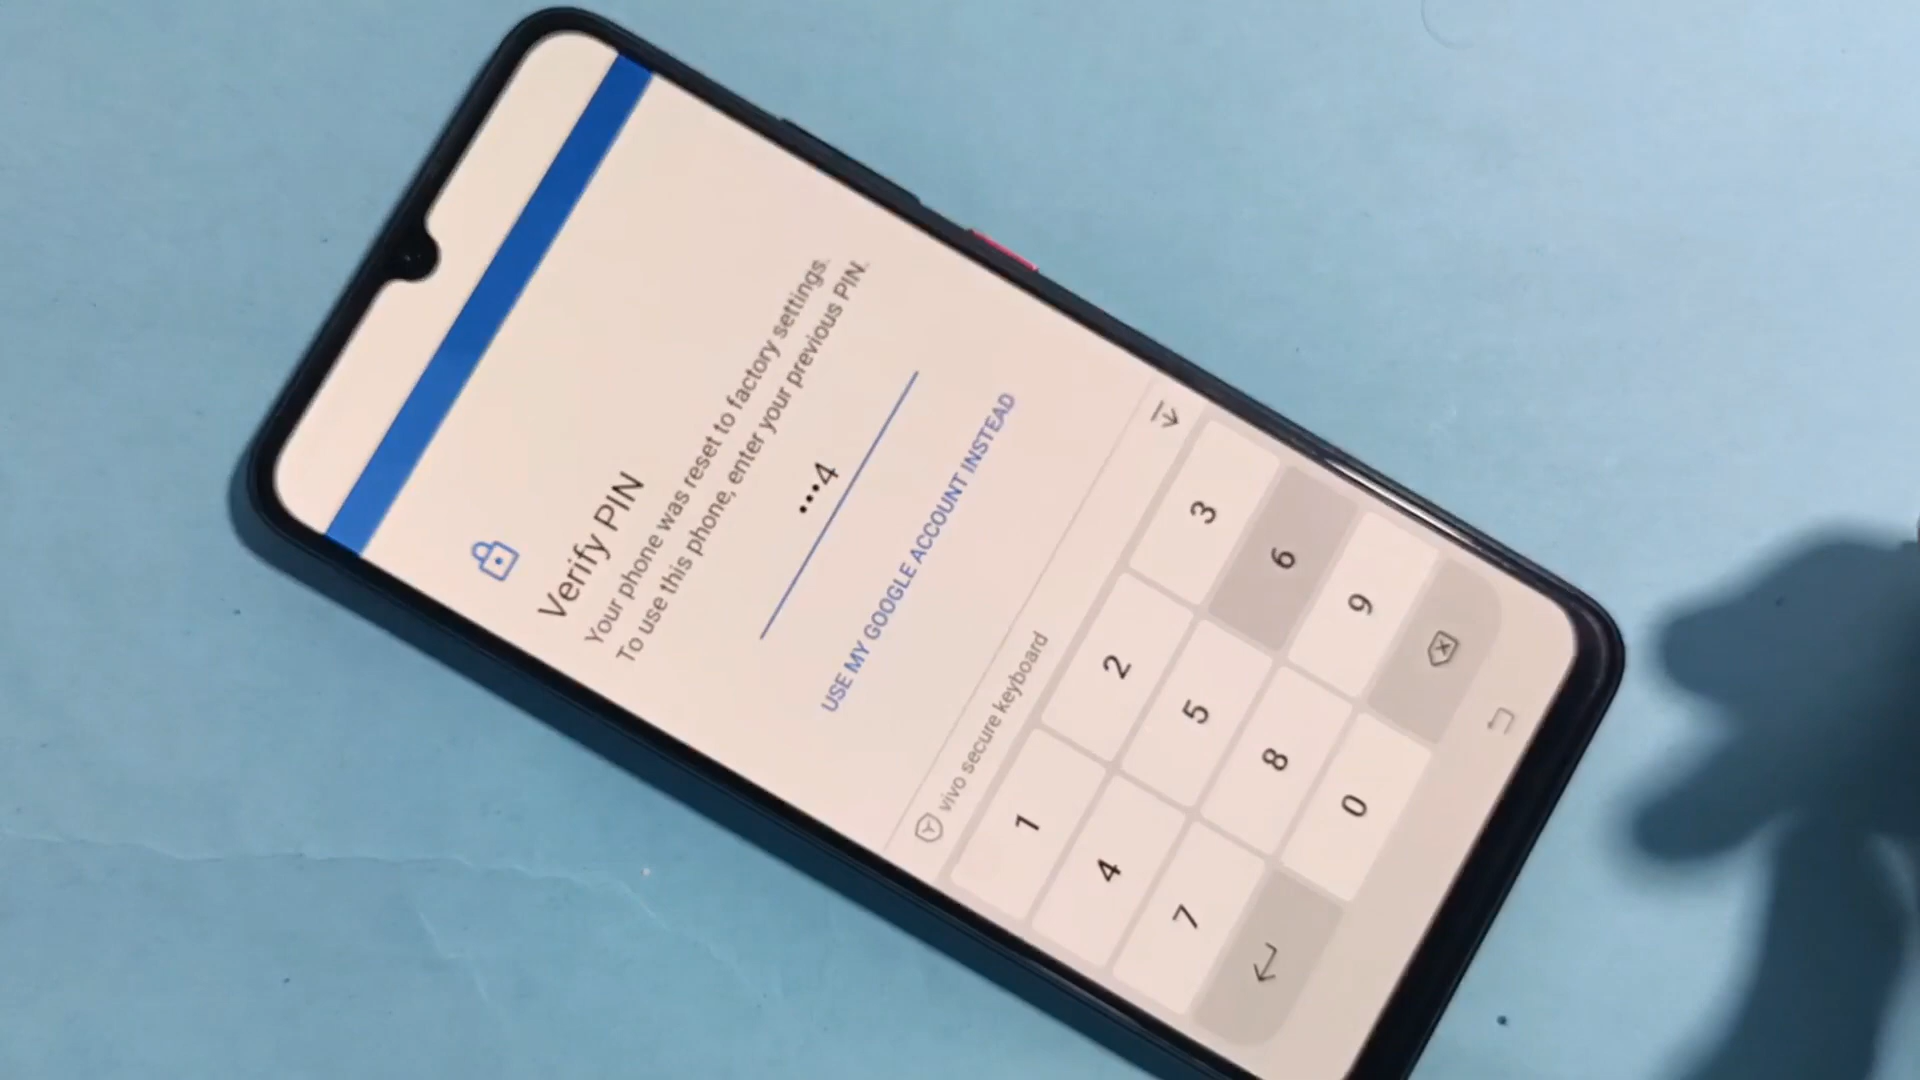 Verify PIN
Your phone was reset to factory settings.
To use this phone, enter your previous PIN.
•••4
USE MY GOOGLE ACCOUNT INSTEAD
vivo secure keyboard
1 2 3
4 5 6
7 8 9
0